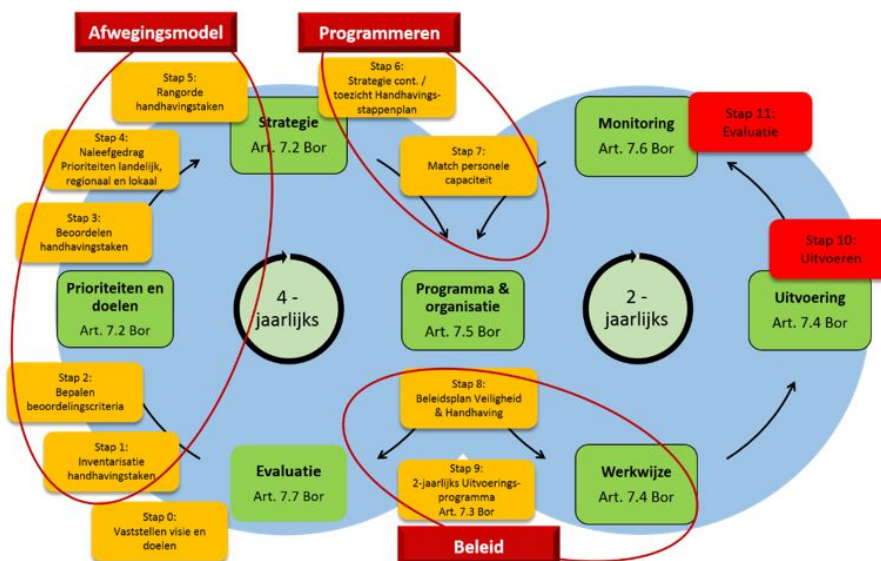 Afwegingsmodel
Programmeren
Stap 5:
Rangorde
handhavingstaken
Stap 6:
Strategie cont. /
toezicht Handhavings-
stappenplan
Strategie
Art. 7.2 Bor
Monitoring
Art. 7.6 Bor
Stap 11:
Evaluatie
Stap 4:
Naleefgedrag
Prioriteiten landelijk,
regionaal en lokaal
Stap 7:
Match personele
capaciteit
Stap 3:
Beoordelen
handhavingstaken
Stap 10:
Uitvoeren
Prioriteiten en
doelen
Art. 7.2 Bor
4 -
jaarlijks
Programma &
organisatie
Art. 7.5 Bor
2 -
jaarlijks
Uitvoering
Art. 7.4 Bor
Stap 2:
Bepalen
beoordelingscriteria
Stap 8:
Beleidsplan Veiligheid
& Handhaving
Stap 1:
Inventarisatie
handhavingstaken
Evaluatie
Art. 7.7 Bor
Stap 9:
2-jaarlijks Uitvoerings-
programma
Art. 7.3 Bor
Werkwijze
Art. 7.4 Bor
Stap 0:
Vaststellen visie en
doelen
Beleid